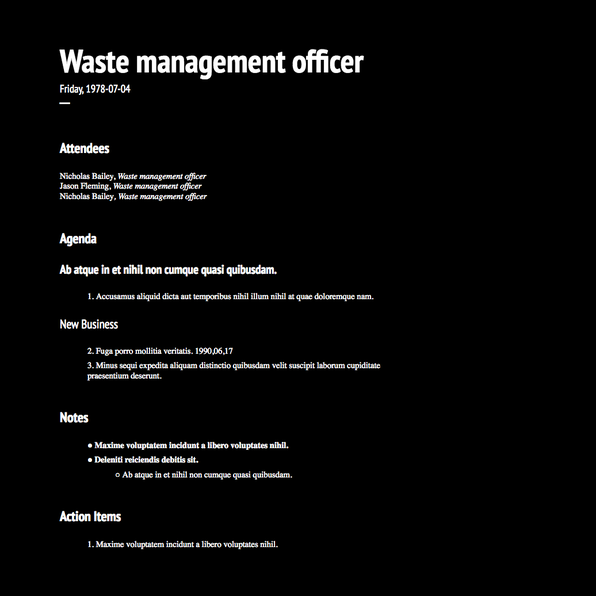 Waste management officer
Friday, 1978-07-04
Attendees
Nicholas Bailey, Waste management officer
Jason Fleming, Waste management officer
Nicholas Bailey, Waste management officer
Agenda
Ab atque in et nihil non cumque quasi quibusdam.
1. Accusamus aliquid dicta aut temporibus nihil illum nihil at quae doloremque nam.
New Business
2. Fuga porro mollitia veritatis. 1990,06,17
3. Minus sequi expedita aliquam distinctio quibusdam velit suscipit laborum cupiditate
praesentium deserunt.
Notes
● Maxime voluptatem incidunt a libero voluptates nihil.
● Deleniti reiciendis debitis sit.
○ Ab atque in et nihil non cumque quasi quibusdam.
Action Items
1. Maxime voluptatem incidunt a libero voluptates nihil.